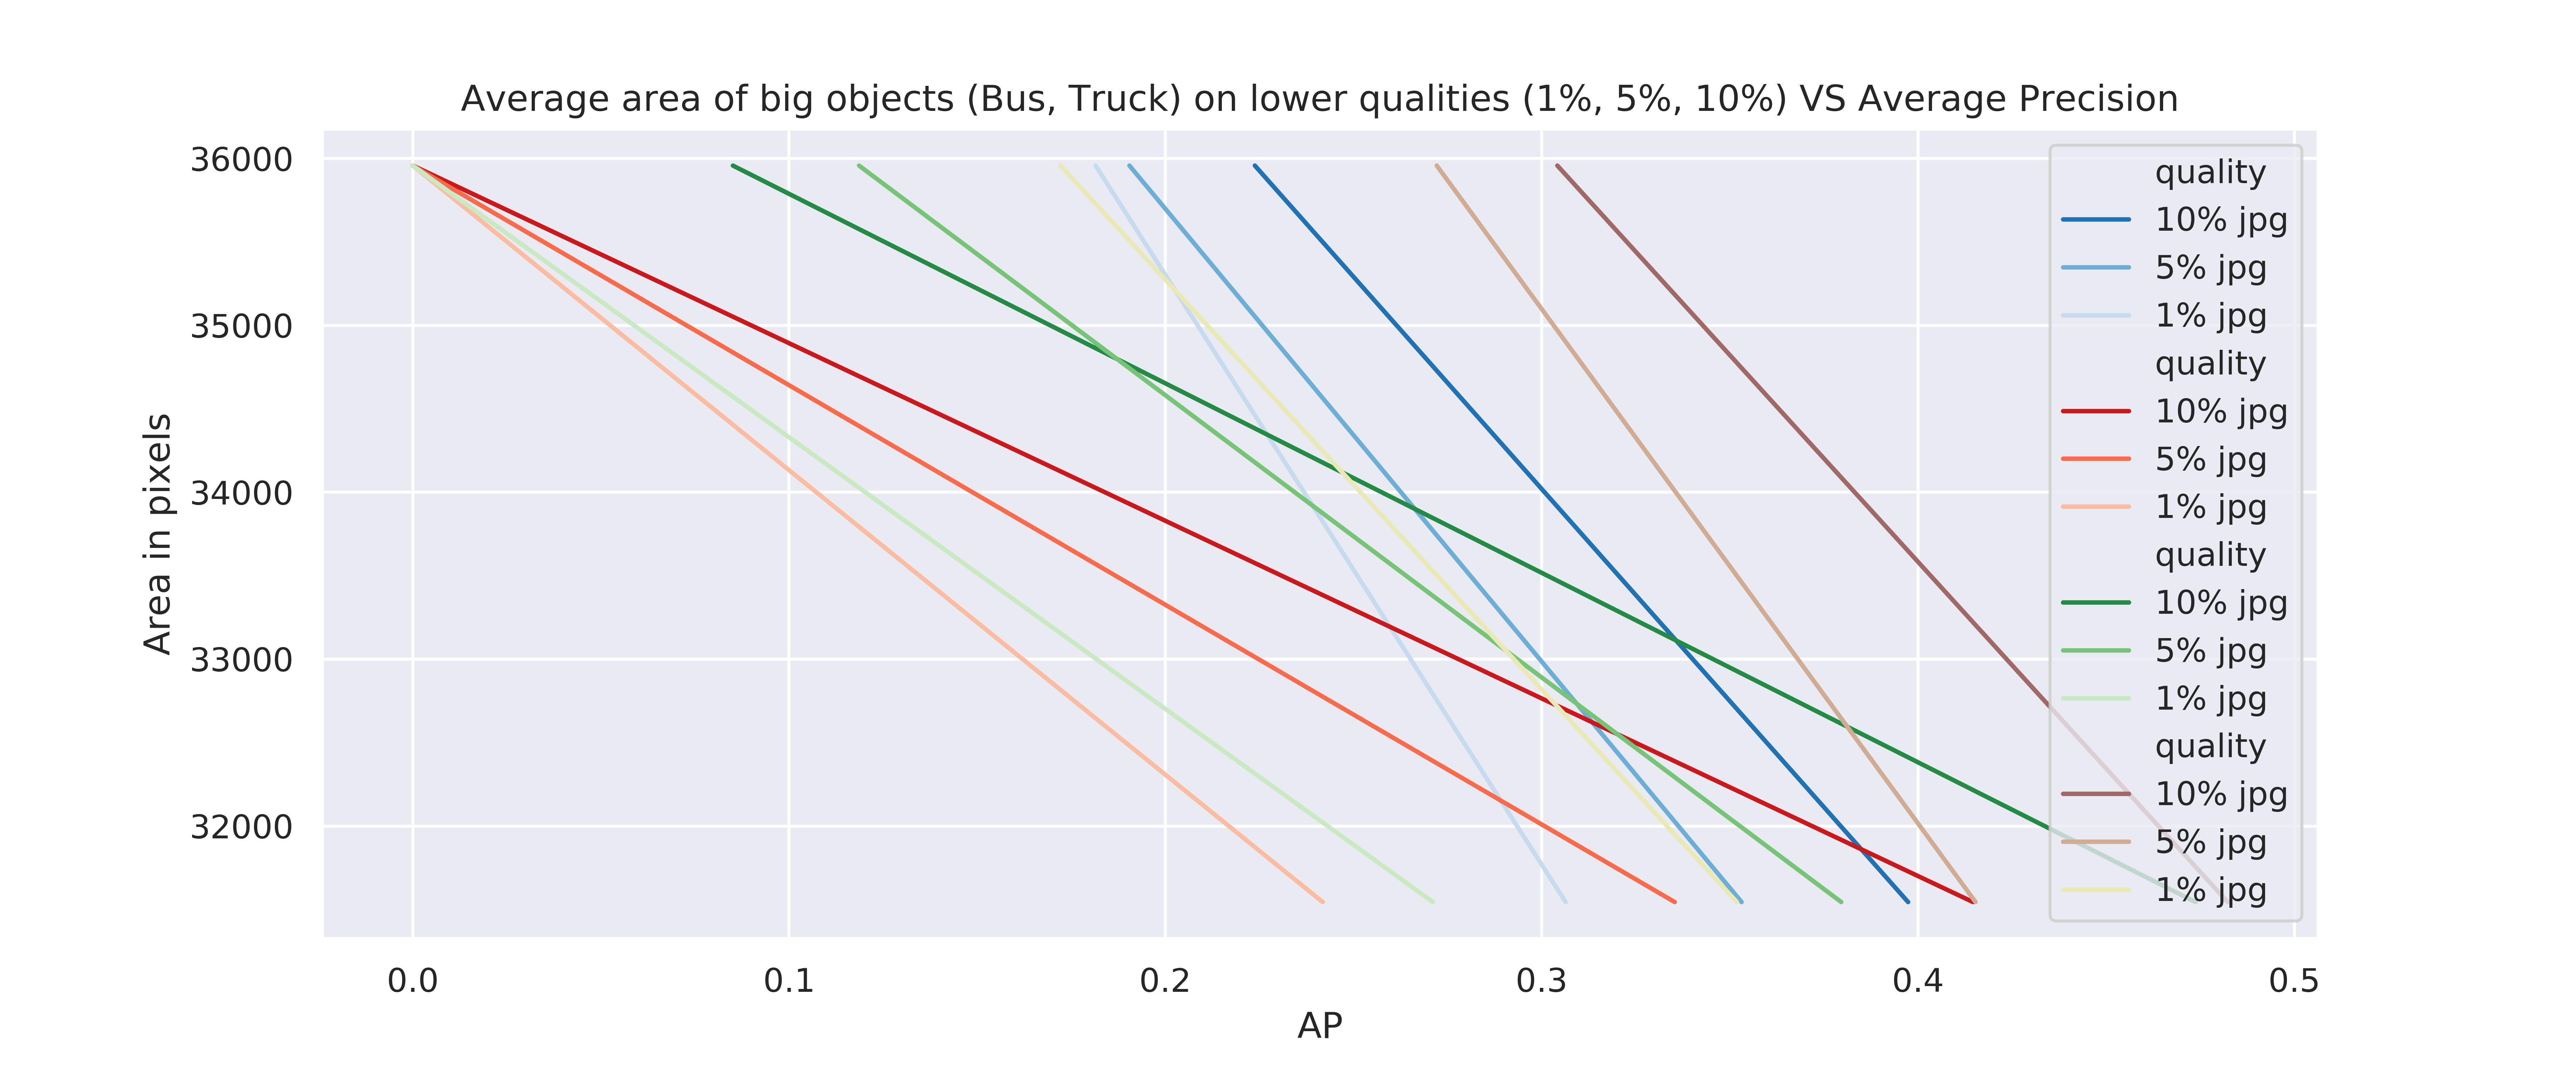 Average area of big objects (Bus, Truck) on lower qualities (1%, 5%, 10%) VS Average Precision
36000
35000
34000
33000
32000
Area in pixels
quality
10% jpg
5% jpg
1% jpg
quality
10% jpg
5% jpg
1% jpg
quality
10% jpg
5% jpg
1% jpg
quality
10% jpg
5% jpg
1% jpg
0.0 0.1 0.2 0.3 0.4 0.5
AP